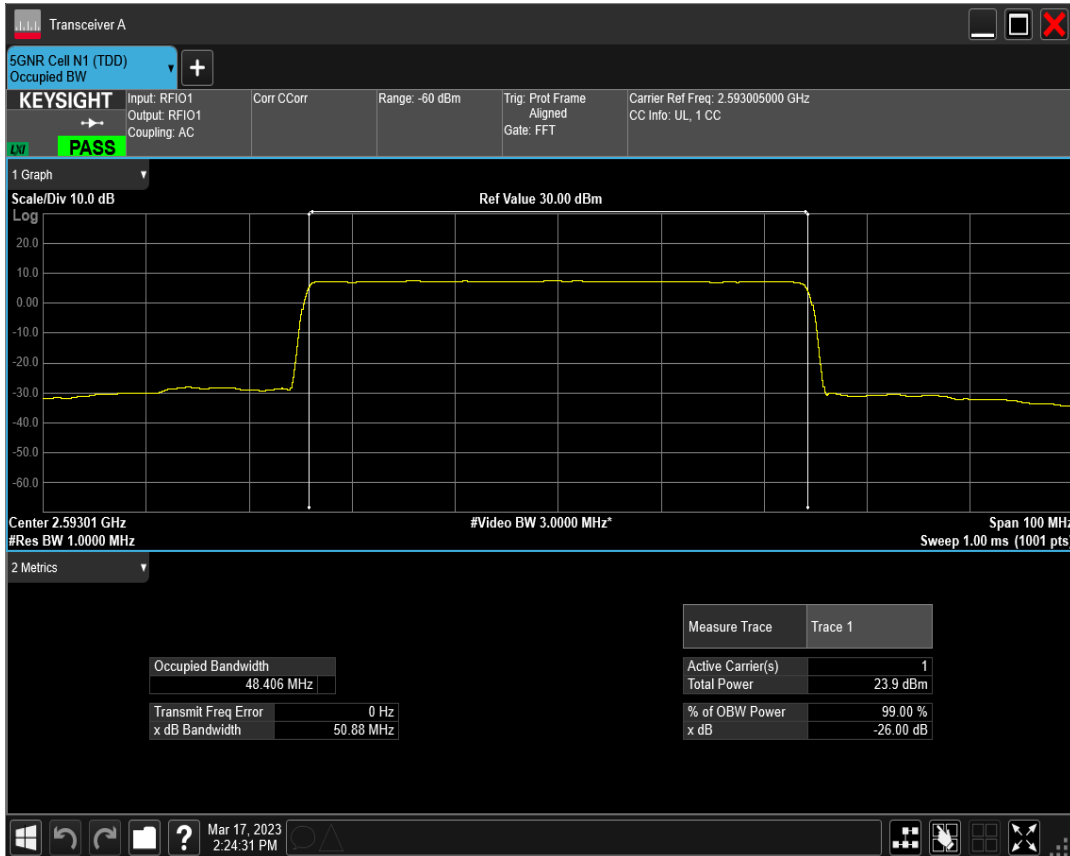 Transceiver A
5GNR Cell N1 (TDD)
Occupied BW
+
KEYSIGHT
LXI
PASS
Input: RFIO1
Output: RFIO1
Coupling: AC
Corr CCorr
Range: -60 dBm
Trig: Prot Frame
Aligned
Gate: FFT
Carrier Ref Freq: 2.593005000 GHz
CC Info: UL, 1 CC
1 Graph
Scale/Div 10.0 dB
Ref Value 30.00 dBm
Log
20.0
10.0
0.00
-10.0
-20.0
-30.0
-40.0
-50.0
-60.0
Center 2.59301 GHz
#Video BW 3.0000 MHz*
Span 100 MHz
#Res BW 1.0000 MHz
Sweep 1.00 ms (1001 pts)
2 Metrics
Measure Trace Trace 1
Occupied Bandwidth
48.406 MHz
Active Carrier(s) 1
Total Power 23.9 dBm
Transmit Freq Error 0 Hz
x dB Bandwidth 50.88 MHz
% of OBW Power 99.00 %
x dB -26.00 dB
?
Mar 17, 2023
2:24:31 PM